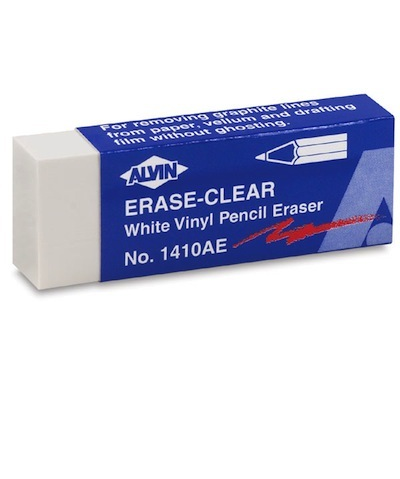 For removing graphite lines
from paper, vellum and drafting
film without ghosting.
ALVIN
ERASE-CLEAR
White Vinyl Pencil Eraser
No. 1410AE